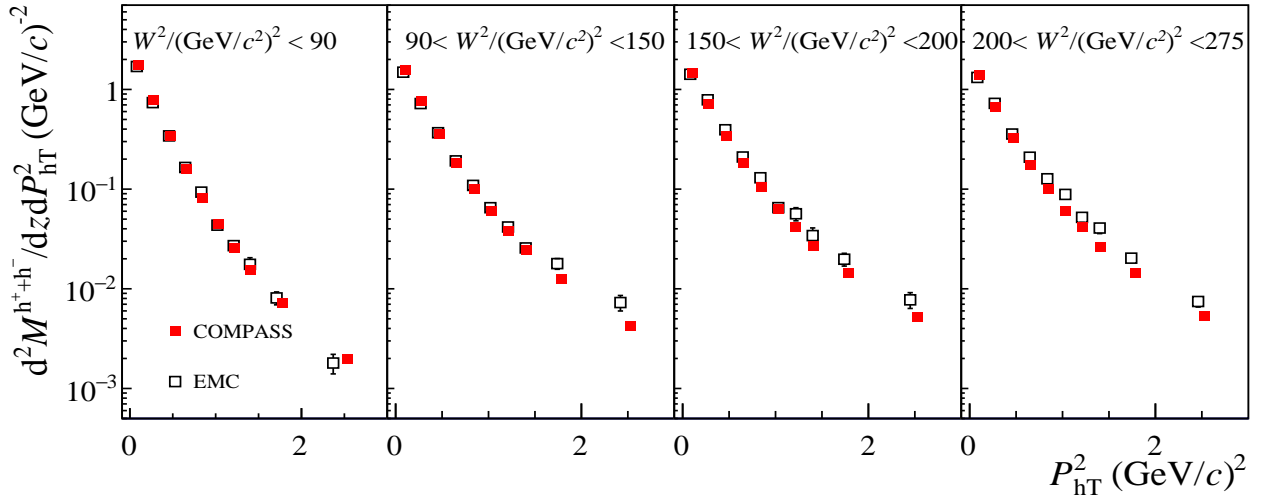 d²M^{h⁺+h⁻}/dzdP²_{hT} (GeV/c)⁻²
W²/(GeV/c²)² < 90
90< W²/(GeV/c²)² <150
150< W²/(GeV/c²)² <200
200< W²/(GeV/c²)² <275
1
10⁻¹
10⁻²
10⁻³
COMPASS
EMC
0 2 0 2 0 2 0 2
P²_{hT} (GeV/c)²